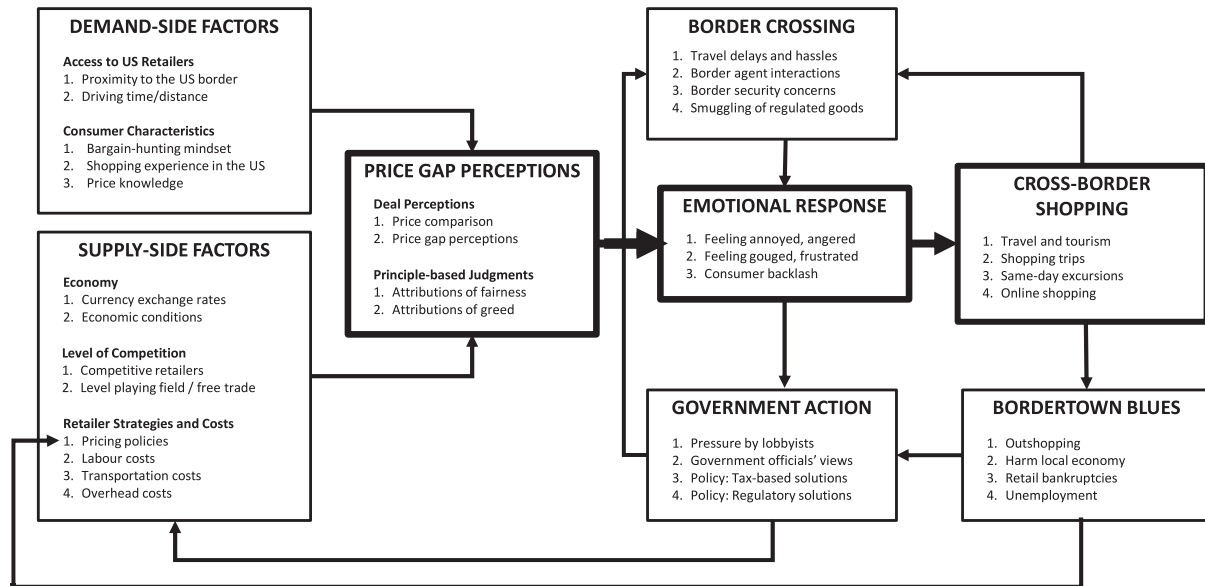 DEMAND-SIDE FACTORS
Access to US Retailers
1. Proximity to the US border
2. Driving time/distance
Consumer Characteristics
1. Bargain-hunting mindset
2. Shopping experience in the US
3. Price knowledge
SUPPLY-SIDE FACTORS
Economy
1. Currency exchange rates
2. Economic conditions
Level of Competition
1. Competitive retailers
2. Level playing field / free trade
Retailer Strategies and Costs
1. Pricing policies
2. Labour costs
3. Transportation costs
4. Overhead costs
PRICE GAP PERCEPTIONS
Deal Perceptions
1. Price comparison
2. Price gap perceptions
Principle-based Judgments
1. Attributions of fairness
2. Attributions of greed
BORDER CROSSING
1. Travel delays and hassles
2. Border agent interactions
3. Border security concerns
4. Smuggling of regulated goods
EMOTIONAL RESPONSE
1. Feeling annoyed, angered
2. Feeling gouged, frustrated
3. Consumer backlash
GOVERNMENT ACTION
1. Pressure by lobbyists
2. Government officials' views
3. Policy: Tax-based solutions
4. Policy: Regulatory solutions
CROSS-BORDER
SHOPPING
1. Travel and tourism
2. Shopping trips
3. Same-day excursions
4. Online shopping
BORDERTOWN BLUES
1. Outshopping
2. Harm local economy
3. Retail bankruptcies
4. Unemployment